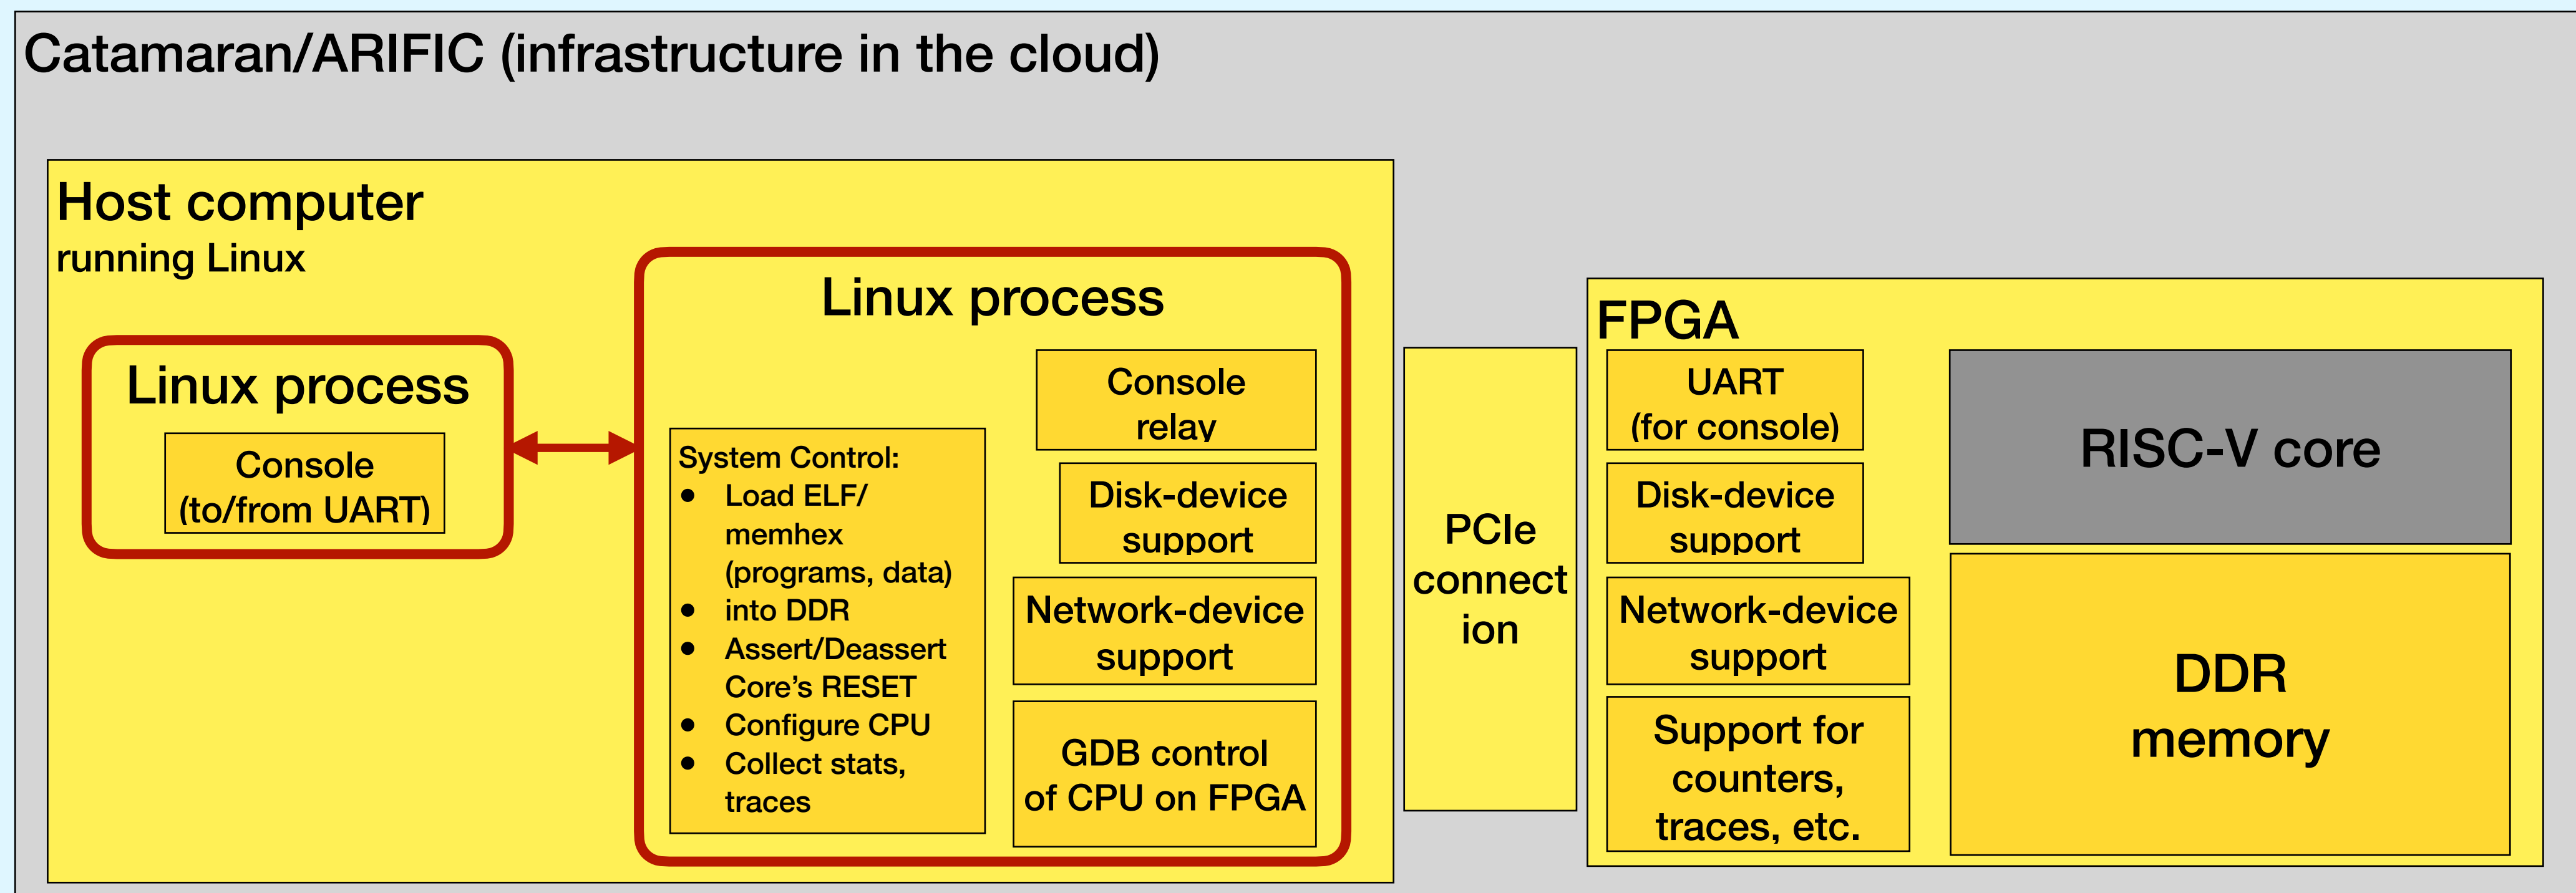 Catamaran/ARIFIC (infrastructure in the cloud)
Host computer
running Linux
Linux process
Console
(to/from UART)
Linux process
System Control:
● Load ELF/
memhex
(programs, data)
● into DDR
● Assert/Deassert
Core’s RESET
● Configure CPU
● Collect stats,
traces
Console
relay
Disk-device
support
Network-device
support
GDB control
of CPU on FPGA
PCIe
connect
ion
FPGA
UART
(for console)
Disk-device
support
Network-device
support
Support for
counters,
traces, etc.
RISC-V core
DDR
memory